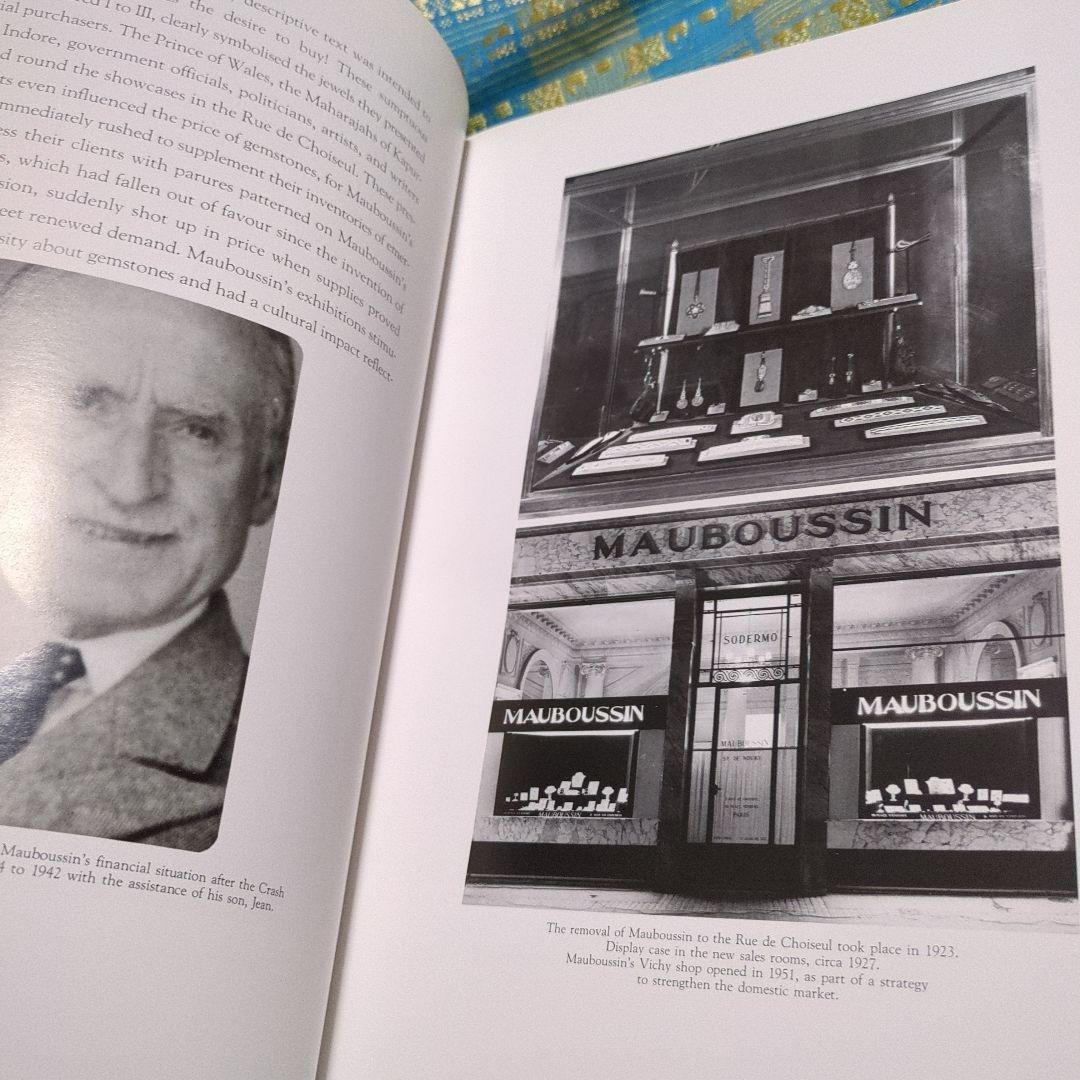 descriptive text was intended to
the desire to buy! These sumptuous
I to III, clearly symbolised the jewels they presented
purchasers. The Prince of Wales, the Maharajahs of Kapur-
Indore, government officials, politicians, artists, and writers
round the showcases in the Rue de Choiseul. These pres-
even influenced the price of gemstones, for Mauboussin's
mmediately rushed to supplement their inventories of emer-
their clients with parures patterned on Mauboussin's
which had fallen out of favour since the invention of
sion, suddenly shot up in price when supplies proved
eet renewed demand. Mauboussin's exhibitions stimu-
sity about gemstones and had a cultural impact reflect-
Mauboussin's financial situation after the Crash
4 to 1942 with the assistance of his son, Jean.
MAUBOUSSIN
SODERMO
MAUBOUSSIN
MAUBOUSSIN
MAUBOUSSIN
PARIS
MAUBOUSSIN
MAUBOUSSIN
The removal of Mauboussin to the Rue de Choiseul took place in 1923.
Display case in the new sales rooms, circa 1927.
Mauboussin's Vichy shop opened in 1951, as part of a strategy
to strengthen the domestic market.